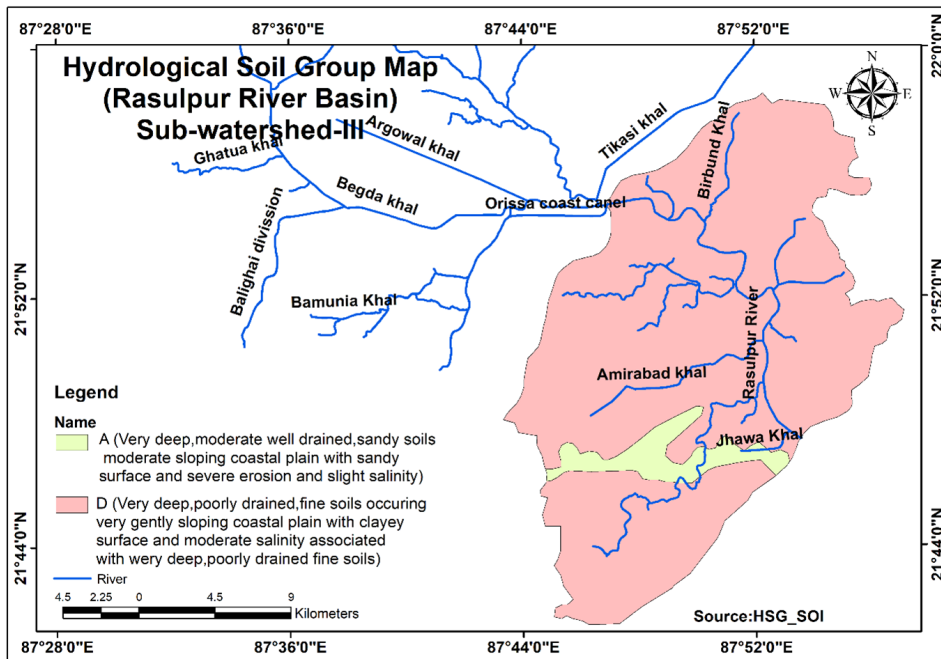 87°28'0"E 87°36'0"E 87°44'0"E 87°52'0"E
22°0'0"N
Hydrological Soil Group Map
(Rasulpur River Basin)
Sub-watershed-III
N
W E
S
Ghatua khal
Argowal khal
Tikasi khal
Birbund Khal
Begda khal
Orissa coast canel
Balighai divission
21°52'0"N
21°52'0"N
Bamunia Khal
Rasulpur River
Amirabad khal
Jhawa Khal
Legend
Name
A (Very deep,moderate well drained,sandy soils
moderate sloping coastal plain with sandy
surface and severe erosion and slight salinity)
D (Very deep,poorly drained,fine soils occuring
very gently sloping coastal plain with clayey
surface and moderate salinity associated
with wery deep,poorly drained fine soils)
River
21°44'0"N
21°44'0"N
4.5 2.25 0 4.5 9
Kilometers
Source:HSG_SOI
87°28'0"E 87°36'0"E 87°44'0"E 87°52'0"E